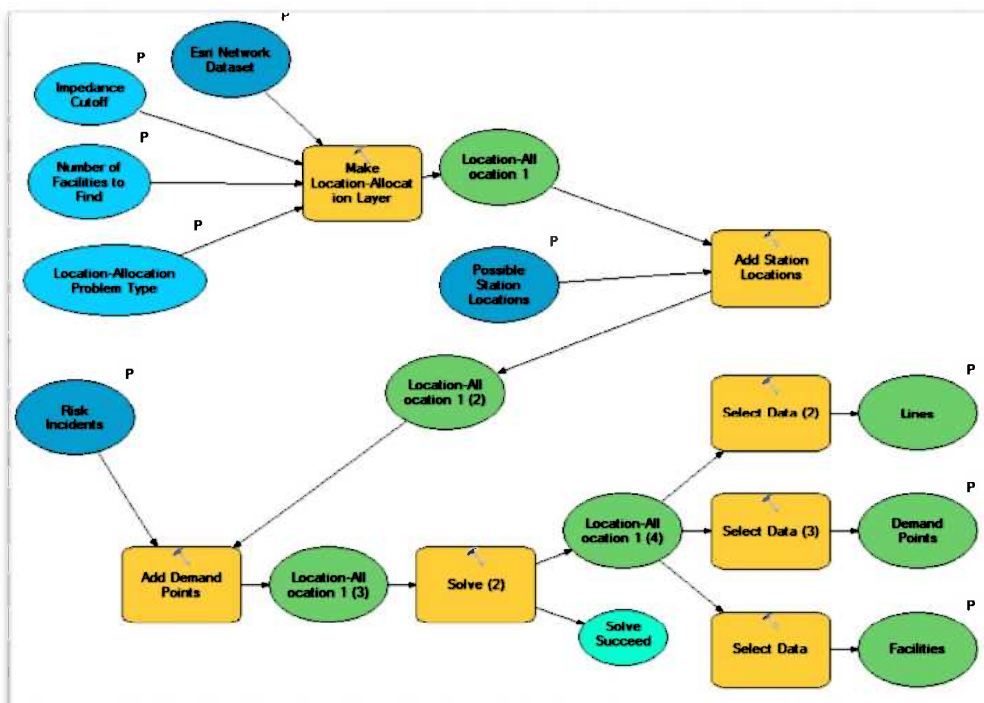 P
Esri Network
Dataset
P
Impedance
Cutoff
P
Number of
Facilities to
Find
Make
Location-Allocat
ion Layer
Location-All
ocation 1
P
Location-Allocation
Problem Type
P
Possible
Station
Locations
Add Station
Locations
P
Risk
Incidents
Location-All
ocation 1 (2)
Select Data (2)
P
Lines
Add Demand
Points
Location-All
ocation 1 (3)
Solve (2)
Location-All
ocation 1 (4)
Select Data (3)
P
Demand
Points
Solve
Succeed
Select Data
P
Facilities